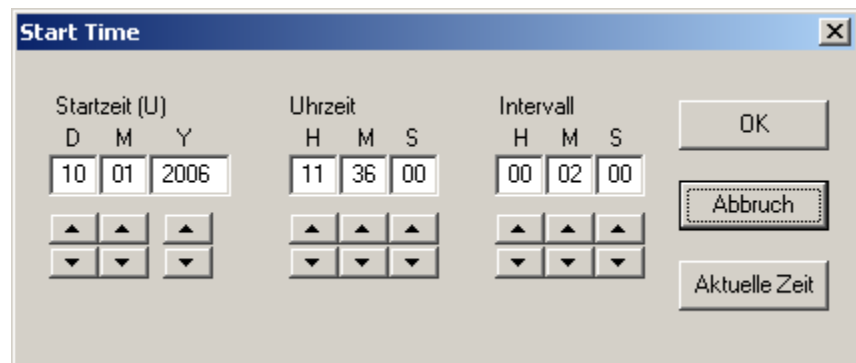 Start Time
Startzeit (U)
D M Y
10 01 2006
Uhrzeit
H M S
11 36 00
Intervall
H M S
00 02 00
OK
Abbruch
Aktuelle Zeit